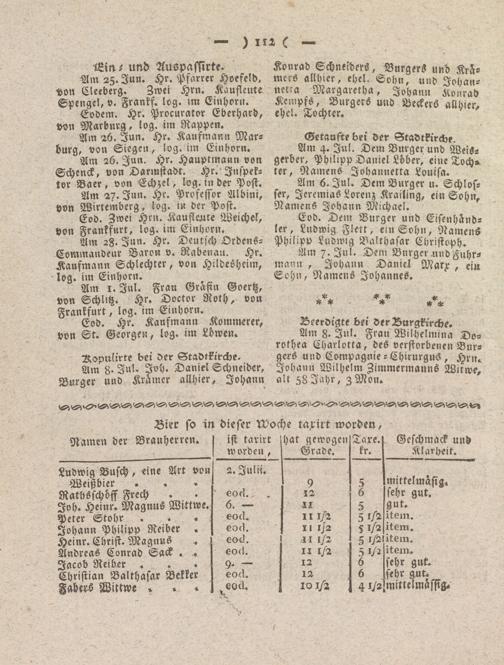 — ) 112 ( —
Ein- und Auspassirte.
Am 25. Jun. Hr. Pfarrer Hoefeld,
von Cleeberg. Zwei Hrn. Kaufleute
Spengel, v. Frankf. log. im Einhorn.
Eodem. Hr. Procurator Eberhard,
von Marburg, log. im Rappen.
Am 26. Jun. Hr. Kaufmann Mar-
burg, von Siegen, log. im Einhorn.
Am 26. Jun. Hr. Hauptmann von
Schenck, von Darmstadt. Hr. Inspek-
tor Baer, von Echzel, log. in der Post.
Am 27. Jun. Hr. Professor Albini,
von Wirtemberg, log. in der Post.
Eod. Zwei Hrn. Kaufleute Weichel,
von Frankfurt, log. im Einhorn.
Am 28. Jun. Hr. Deutsch Ordens-
Commandeur Baron v. Rabenau. Hr.
Kaufmann Schlechter, von Hildesheim,
log. im Einhorn.
Am 1. Jul. Frau Gräfin Goertz,
von Schlitz. Hr. Doctor Roth, von
Frankfurt, log. im Einhorn.
Eod. Hr. Kaufmann Kommerer,
von St. Georgen, log. im Löwen.
Kopulirte bei der Stadtkirche.
Am 8. Jul. Joh. Daniel Schneider,
Burger und Krämer allhier, Johann
Konrad Schneiders, Burgers und Krä-
mers allhier, ehel. Sohn, und Johan-
netta Margaretha, Johann Konrad
Kempfs, Burgers und Beckers allhier,
ehel. Tochter.
Getaufte bei der Stadtkirche.
Am 4. Jul. Dem Burger und Weis-
gerber, Philipp Daniel Löber, eine Toch-
ter, Namens Johannetta Louisa.
Am 6. Jul. Dem Burger u. Schlos-
ser, Jeremias Lorenz Krailing, ein Sohn,
Namens Johann Michael.
Eod. Dem Burger und Eisenhänd-
ler, Ludwig Flett, ein Sohn, Namens
Philipp Ludwig Balthasar Christoph.
Am 7. Jul. Dem Burger und Fuhr-
mann, Johann Daniel Marx, ein
Sohn, Namens Johannes.
*** *** ***
Beerdigte bei der Burgkirche.
Am 8. Jul. Frau Wilhelmina Do-
rothea Charlotta, des verstorbenen Bur-
gers und Compagnie-Chirurgus, Hrn.
Johann Wilhelm Zimmermanns Witwe,
alt 58 Jahr, 3 Mon.
Bier so in dieser Woche taxirt worden,
Namen der Brauherren. ist taxirt worden, hat gewogen Grade. Taxe. kr. Geschmack und Klarheit.
Ludwig Busch, eine Art von 2. Julii.
Weißbier . . 9 5 mittelmäsig.
Rathsschöff Frech . . eod. 12 6 sehr gut.
Joh. Heinr. Magnus Wittwe. 6. — 11 5 gut.
Peter Stohr . . eod. 11 1/2 5 1/2 item.
Johann Philipp Reiber . eod. 11 1/2 5 1/2 item.
Heinr. Christ. Magnus . eod. 11 1/2 5 1/2 item.
Andreas Conrad Sack . . eod. 11 1/2 5 1/2 item.
Jacob Reiber . . 9. — 12 6 sehr gut.
Christian Balthasar Bekker eod. 12 6 sehr gut.
Fabers Wittwe . . . eod. 10 1/2 4 1/2 mittelmässig.